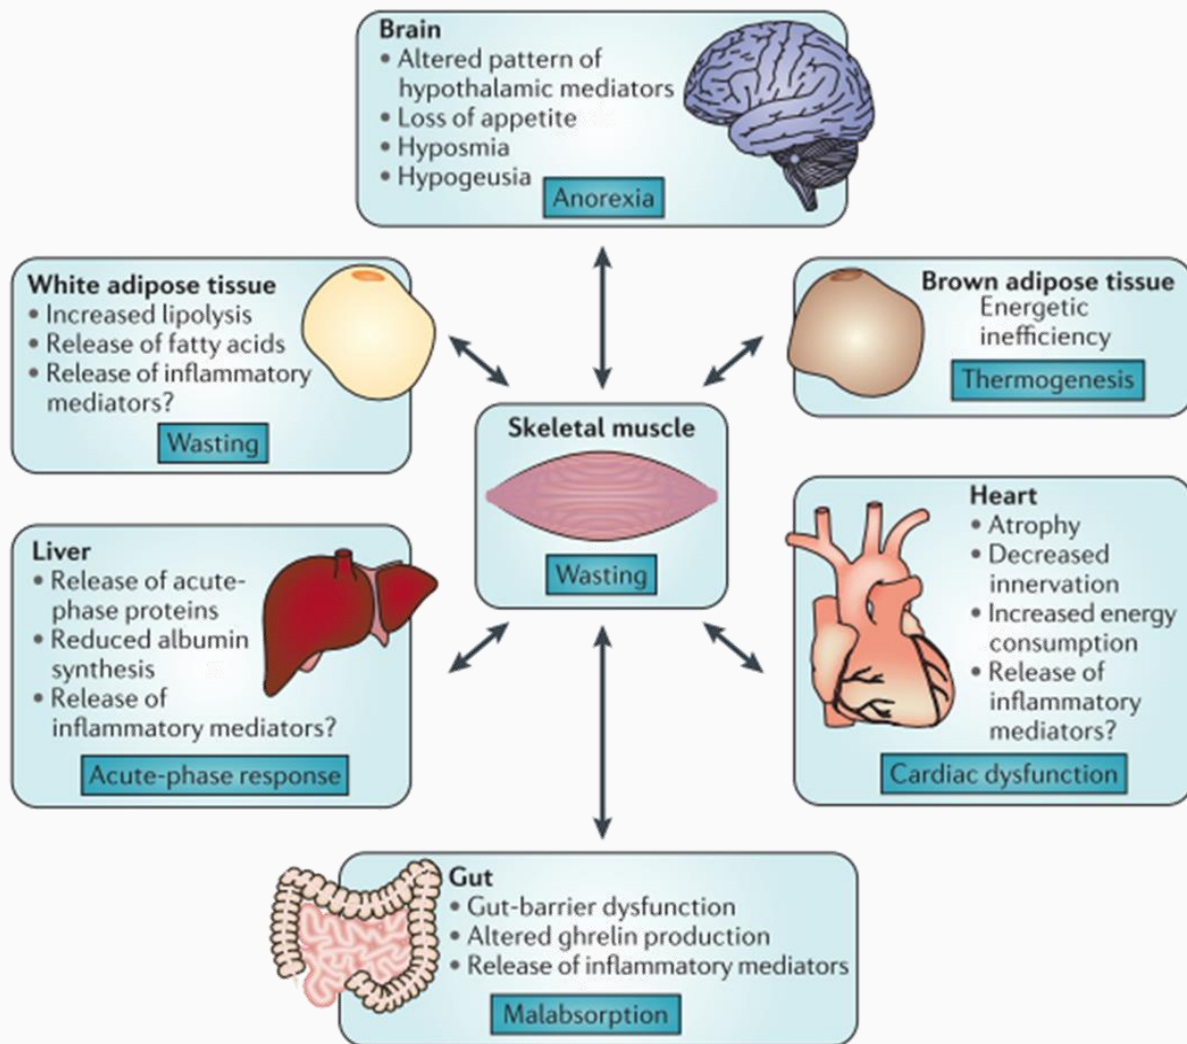 Brain
• Altered pattern of
hypothalamic mediators
• Loss of appetite
• Hyposmia
• Hypogeusia
Anorexia
White adipose tissue
• Increased lipolysis
• Release of fatty acids
• Release of inflammatory
mediators?
Wasting
Brown adipose tissue
Energetic
inefficiency
Thermogenesis
Skeletal muscle
Wasting
Liver
• Release of acute-
phase proteins
• Reduced albumin
synthesis
• Release of
inflammatory mediators?
Acute-phase response
Heart
• Atrophy
• Decreased
innervation
• Increased energy
consumption
• Release of
inflammatory
mediators?
Cardiac dysfunction
Gut
• Gut-barrier dysfunction
• Altered ghrelin production
• Release of inflammatory mediators
Malabsorption